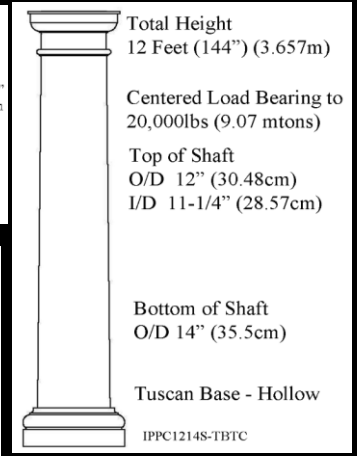 Total Height
12 Feet (144”) (3.657m)
Centered Load Bearing to
20,000lbs (9.07 mtons)
Top of Shaft
O/D 12” (30.48cm)
I/D 11-1/4” (28.57cm)
Bottom of Shaft
O/D 14” (35.5cm)
Tuscan Base - Hollow
IPPC1214S-TBTC